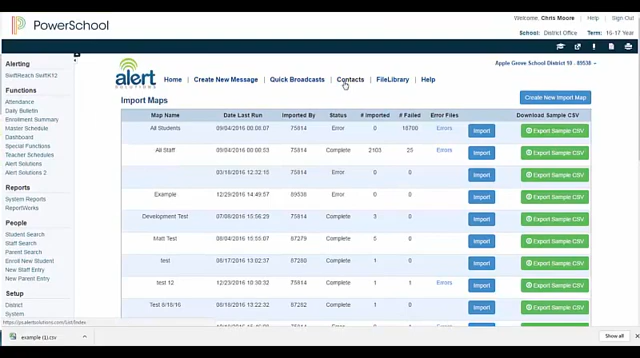 PowerSchool
Welcome, Chris Moore | Help | Sign Out
School: District Office Term: 16-17 Year
Alerting
SwiftReach SwiftK12
Functions
Attendance
Daily Bulletin
Enrollment Summary
Master Schedule
Dashboard
Special Functions
Teacher Schedules
Alert Solutions
Alert Solutions 2
Reports
System Reports
ReportWorks
People
Student Search
Staff Search
Parent Search
Enroll New Student
New Staff Entry
New Parent Entry
Setup
District
System
alert
SOLUTIONS
Home | Create New Message | Quick Broadcasts | Contacts | FileLibrary | Help
Apple Grove School District 10 - 89538
Import Maps
Create New Import Map
Map Name Date Last Run Imported By Status # Imported # Failed Error Files Download Sample CSV
All Students 09/04/2016 00:08:07 75814 Error 0 18700 Errors Import Export Sample CSV
All Staff 09/04/2016 00:00:53 75814 Complete 2103 25 Errors Import Export Sample CSV
03/18/2016 12:32:15 75814 Error 0 0 Import Export Sample CSV
Example 12/29/2016 14:49:57 89538 Error 0 0 Import Export Sample CSV
Development Test 07/08/2016 15:56:29 75814 Complete 3 0 Import Export Sample CSV
Matt Test 08/15:55:07 87279 Complete 5 0 Import Export Sample CSV
test 08/17/2016 13:02:37 87280 Complete 1 0 Import Export Sample CSV
test 12 12/23/2016 10:30:32 75814 Complete 1 1 Errors Import Export Sample CSV
Test 8/18/16 08/18/2016 13:22:32 87282 Complete 1 0 Import Export Sample CSV
https://ps.alertsolutions.com/List/Index
example (1).csv
Show all